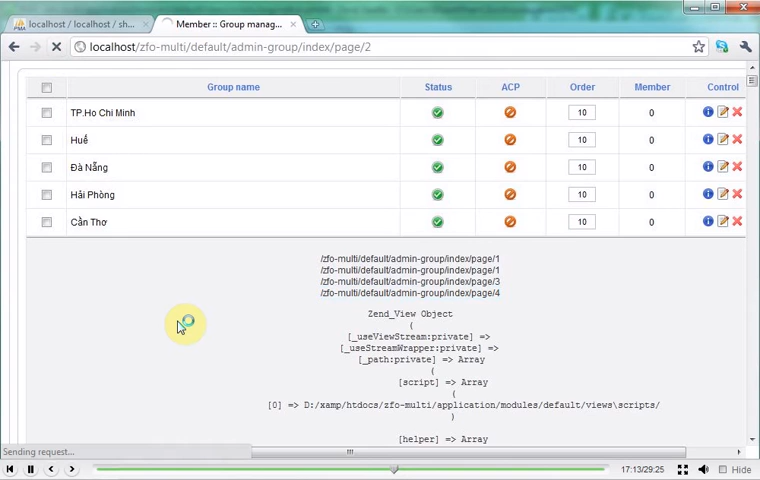 localhost / localhost / sh...
Member :: Group manag...
localhost/zfo-multi/default/admin-group/index/page/2
Group name Status ACP Order Member Control
TP.Ho Chi Minh 10 0
Huế 10 0
Đà Nẵng 10 0
Hải Phòng 10 0
Cần Thơ 10 0
/zfo-multi/default/admin-group/index/page/1
/zfo-multi/default/admin-group/index/page/1
/zfo-multi/default/admin-group/index/page/3
/zfo-multi/default/admin-group/index/page/4
Zend_View Object
(
[_useViewStream:private] =>
[_useStreamWrapper:private] =>
[_path:private] => Array
(
[script] => Array
(
[0] => D:/xamp/htdocs/zfo-multi/application/modules/default/views\scripts/
)
[helper] => Array
Sending request...
17:13/29:25 Hide